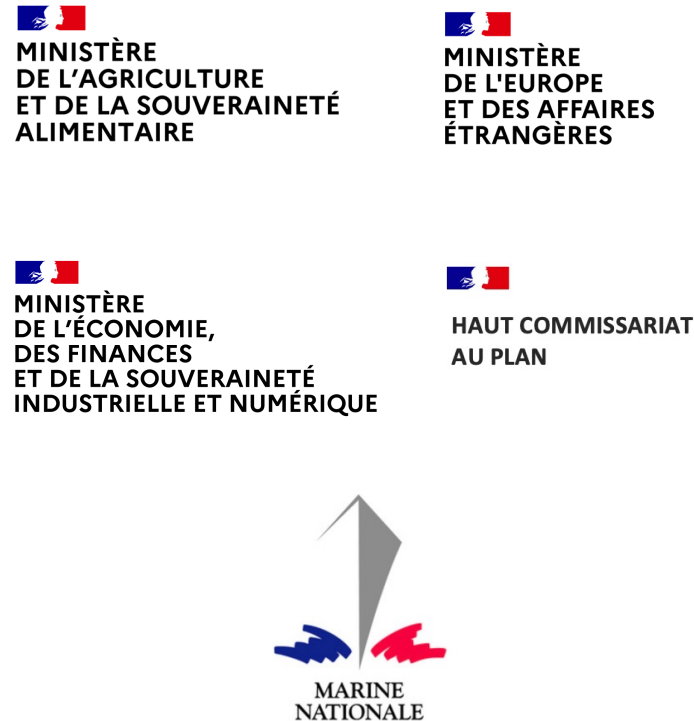 MINISTÈRE
DE L’AGRICULTURE
ET DE LA SOUVERAINETÉ
ALIMENTAIRE
MINISTÈRE
DE L'EUROPE
ET DES AFFAIRES
ÉTRANGÈRES
MINISTÈRE
DE L’ÉCONOMIE,
DES FINANCES
ET DE LA SOUVERAINETÉ
INDUSTRIELLE ET NUMÉRIQUE
HAUT COMMISSARIAT
AU PLAN
MARINE
NATIONALE